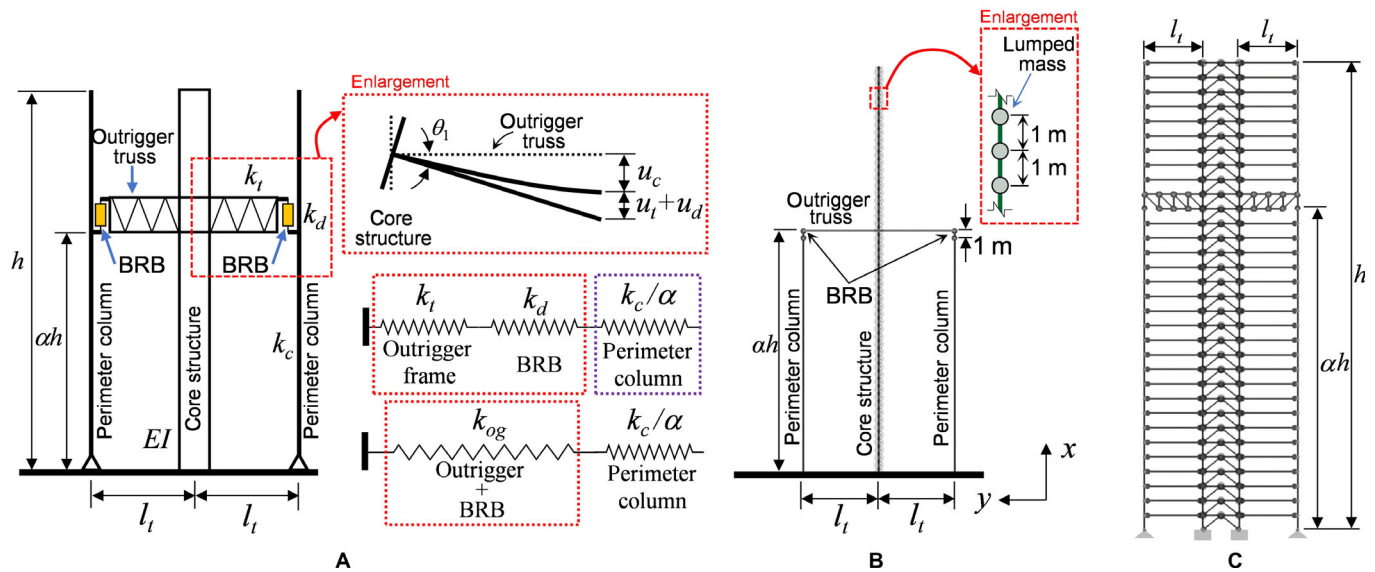 Enlargement
h
Outrigger
truss
k_t
k_d
BRB
BRB
Perimeter column
Core structure
Perimeter column
αh
k_c
EI
l_t
l_t
θ_1
Outrigger
truss
u_c
u_t+u_d
Core
structure
k_t
k_d
k_c/α
Outrigger
frame
BRB
Perimeter
column
k_og
k_c/α
Outrigger
+
BRB
Perimeter
column
A
Enlargement
Lumped
mass
1 m
1 m
Outrigger
truss
1 m
BRB
αh
Perimeter column
Core structure
Perimeter column
x
y
l_t
l_t
B
l_t
l_t
h
αh
C